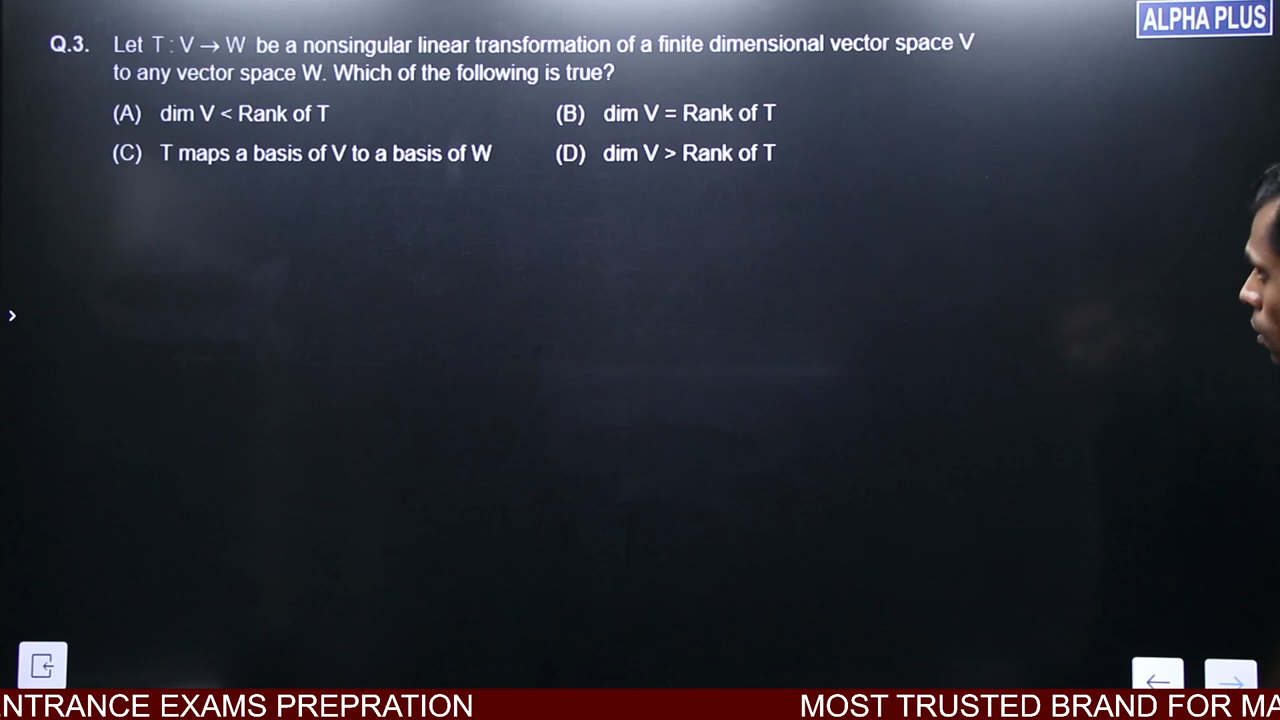 ALPHA PLUS
Q.3. Let T : V → W be a nonsingular linear transformation of a finite dimensional vector space V
to any vector space W. Which of the following is true?
(A) dim V < Rank of T (B) dim V = Rank of T
(C) T maps a basis of V to a basis of W (D) dim V > Rank of T
NTRANCE EXAMS PREPRATION MOST TRUSTED BRAND FOR MA